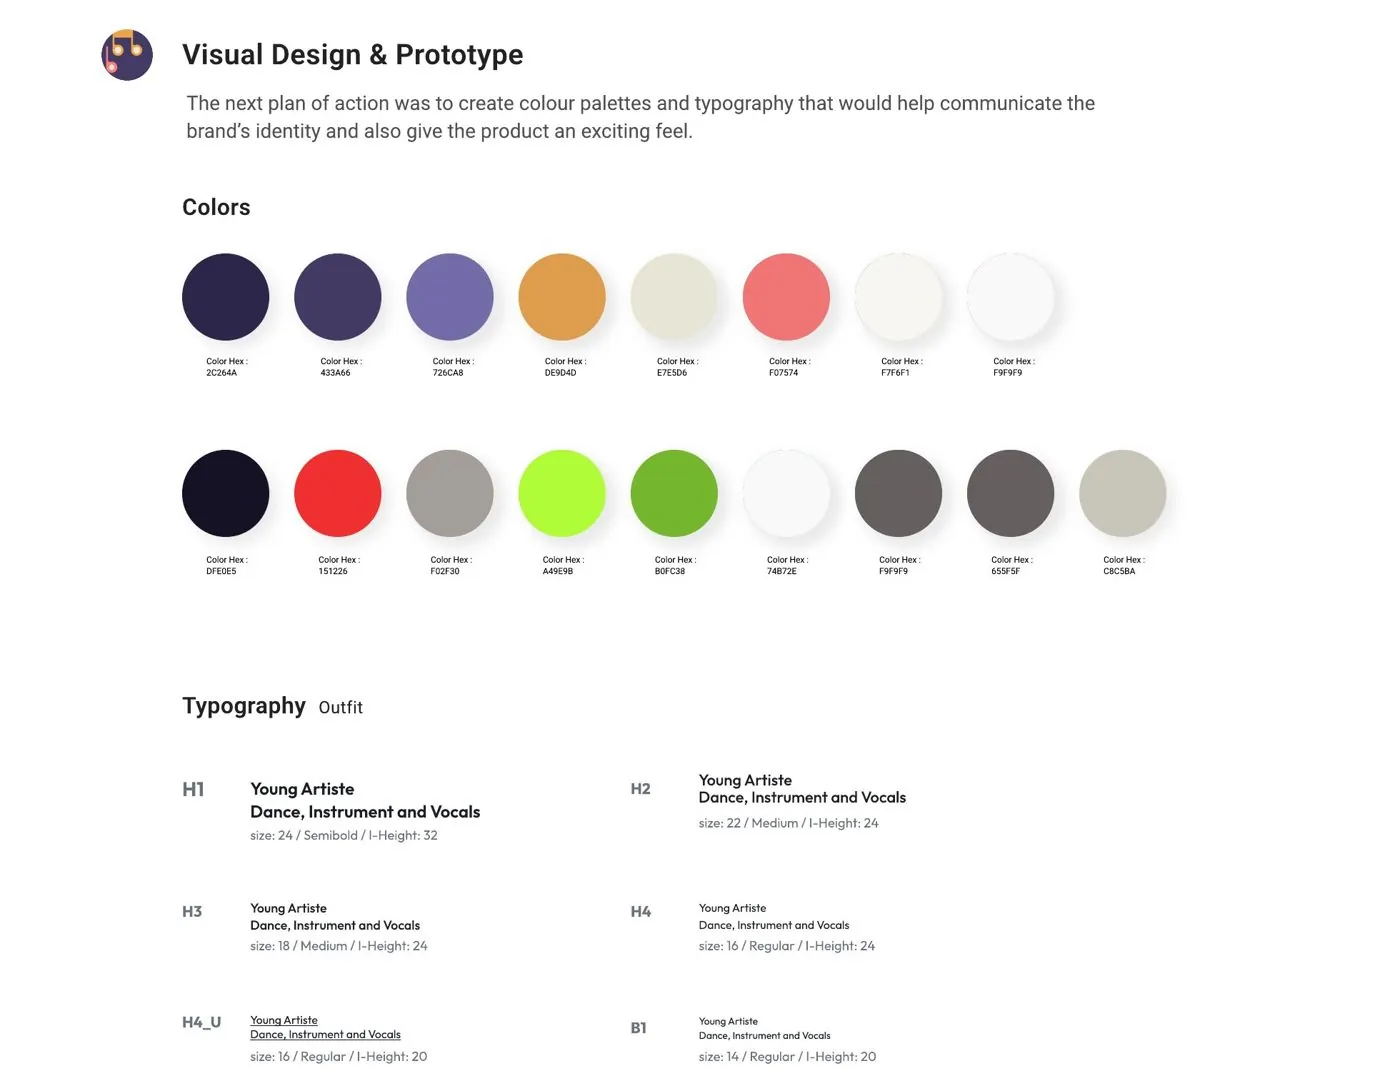 Visual Design & Prototype
The next plan of action was to create colour palettes and typography that would help communicate the
brand’s identity and also give the product an exciting feel.
Colors
Color Hex :
2C264A
Color Hex :
433A66
Color Hex :
726CA8
Color Hex :
DE9D4D
Color Hex :
E7E5D6
Color Hex :
F07574
Color Hex :
F7F6F1
Color Hex :
F9F9F9
Color Hex :
DFE0E5
Color Hex :
151226
Color Hex :
F02F30
Color Hex :
A49E9B
Color Hex :
B0FC38
Color Hex :
74B72E
Color Hex :
F9F9F9
Color Hex :
655F5F
Color Hex :
C8C5BA
Typography Outfit
H1
Young Artiste
Dance, Instrument and Vocals
size: 24 / Semibold / l-Height: 32
H2
Young Artiste
Dance, Instrument and Vocals
size: 22 / Medium / l-Height: 24
H3
Young Artiste
Dance, Instrument and Vocals
size: 18 / Medium / l-Height: 24
H4
Young Artiste
Dance, Instrument and Vocals
size: 16 / Regular / l-Height: 24
H4_U
Young Artiste
Dance, Instrument and Vocals
size: 16 / Regular / l-Height: 20
B1
Young Artiste
Dance, Instrument and Vocals
size: 14 / Regular / l-Height: 20